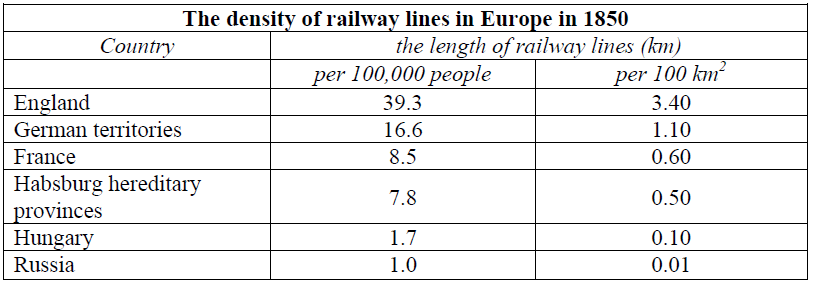 The density of railway lines in Europe in 1850
Country the length of railway lines (km)
per 100,000 people per 100 km²
England 39.3 3.40
German territories 16.6 1.10
France 8.5 0.60
Habsburg hereditary
provinces 7.8 0.50
Hungary 1.7 0.10
Russia 1.0 0.01